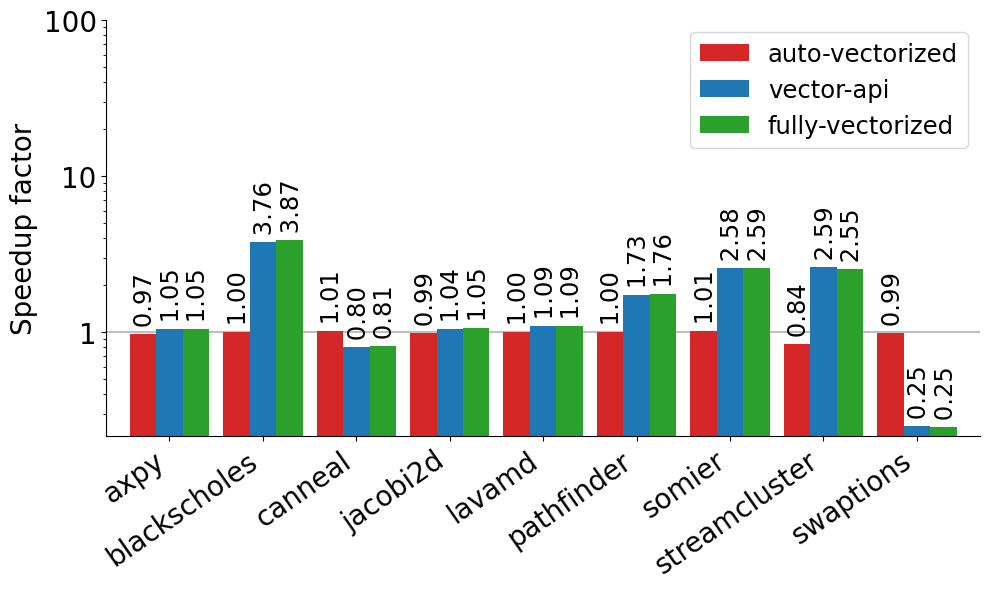 100
10
1
Speedup factor
auto-vectorized
vector-api
fully-vectorized
0.97
1.05
1.05
1.00
3.76
3.87
1.01
0.80
0.81
0.99
1.04
1.05
1.00
1.09
1.09
1.00
1.73
1.76
1.01
2.58
2.59
0.84
2.59
2.55
0.99
0.25
0.25
axpy
blackscholes
canneal
jacobi2d
lavamd
pathfinder
somier
streamcluster
swaptions